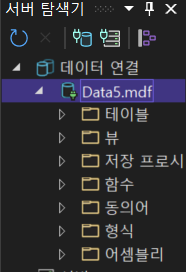 서버 탐색기
데이터 연결
Data5.mdf
테이블
뷰
저장 프로시
함수
동의어
형식
어셈블리